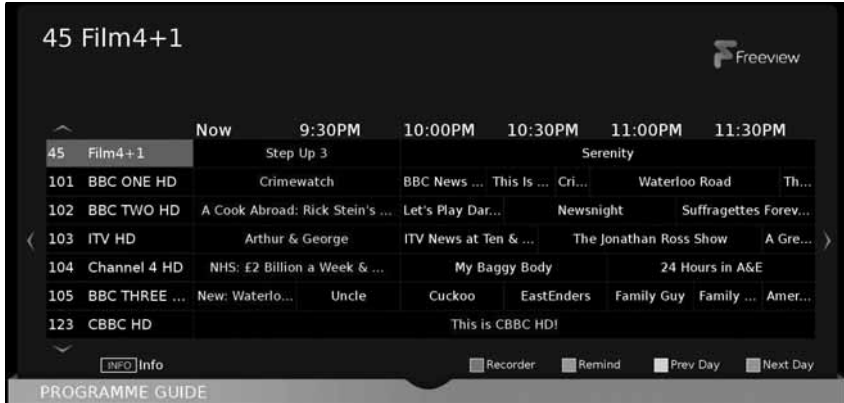 45 Film4+1
Freeview
Now 9:30PM 10:00PM 10:30PM 11:00PM 11:30PM
45 Film4+1 Step Up 3 Serenity
101 BBC ONE HD Crimewatch BBC News ... This Is ... Cri... Waterloo Road Th...
102 BBC TWO HD A Cook Abroad: Rick Stein's ... Let's Play Dar... Newsnight Suffragettes Forev...
103 ITV HD Arthur & George ITV News at Ten & ... The Jonathan Ross Show A Gre...
104 Channel 4 HD NHS: £2 Billion a Week & ... My Baggy Body 24 Hours in A&E
105 BBC THREE ... New: Waterlo... Uncle Cuckoo EastEnders Family Guy Family ... Amer...
123 CBBC HD This is CBBC HD!
INFO Info Recorder Remind Prev Day Next Day
PROGRAMME GUIDE